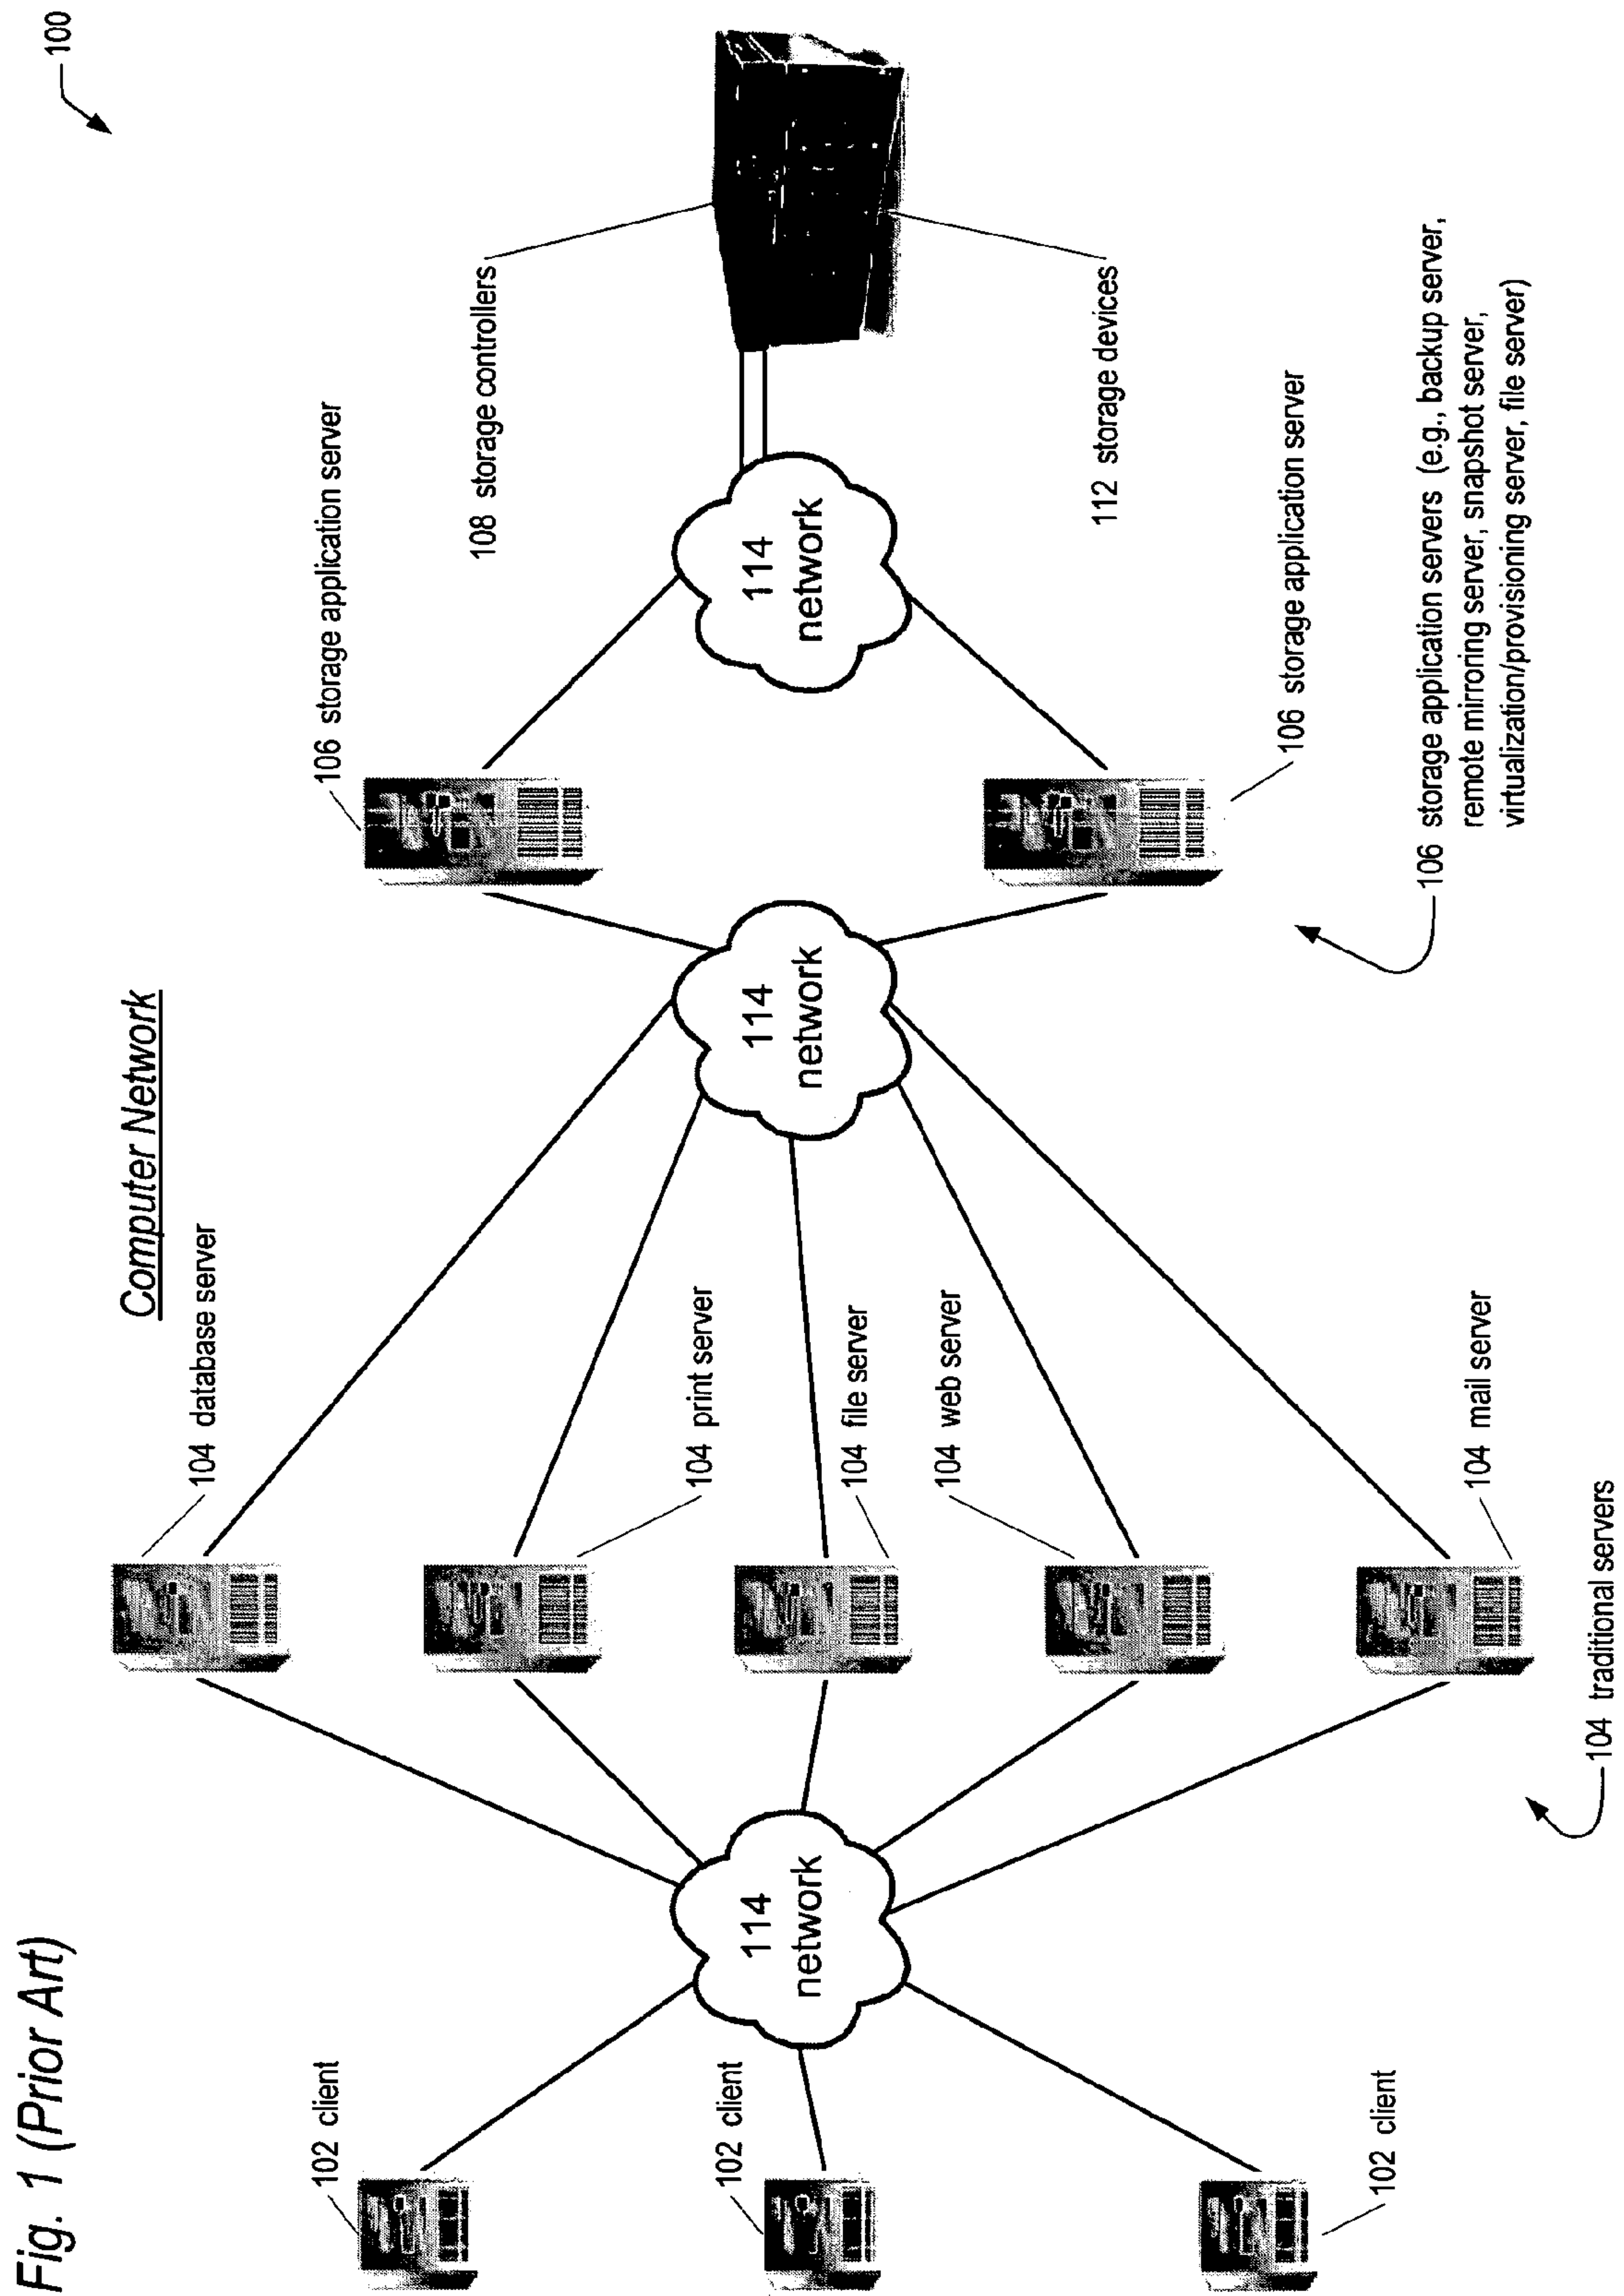 Fig. 1 (Prior Art)
Computer Network
100
102 client
102 client
102 client
114
network
104 database server
104 print server
104 file server
104 web server
104 mail server
104 traditional servers
114
network
106 storage application server
106 storage application server
106 storage application servers (e.g., backup server,
remote mirroring server, snapshot server,
virtualization/provisioning server, file server)
114
network
108 storage controllers
112 storage devices